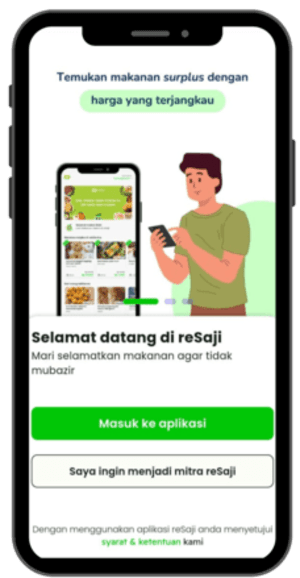 Temukan makanan surplus dengan
harga yang terjangkau
Selamat datang di reSaji
Mari selamatkan makanan agar tidak
mubazir
Masuk ke aplikasi
Saya ingin menjadi mitra reSaji
Dengan menggunakan aplikasi reSaji anda menyetujui
syarat & ketentuan kami